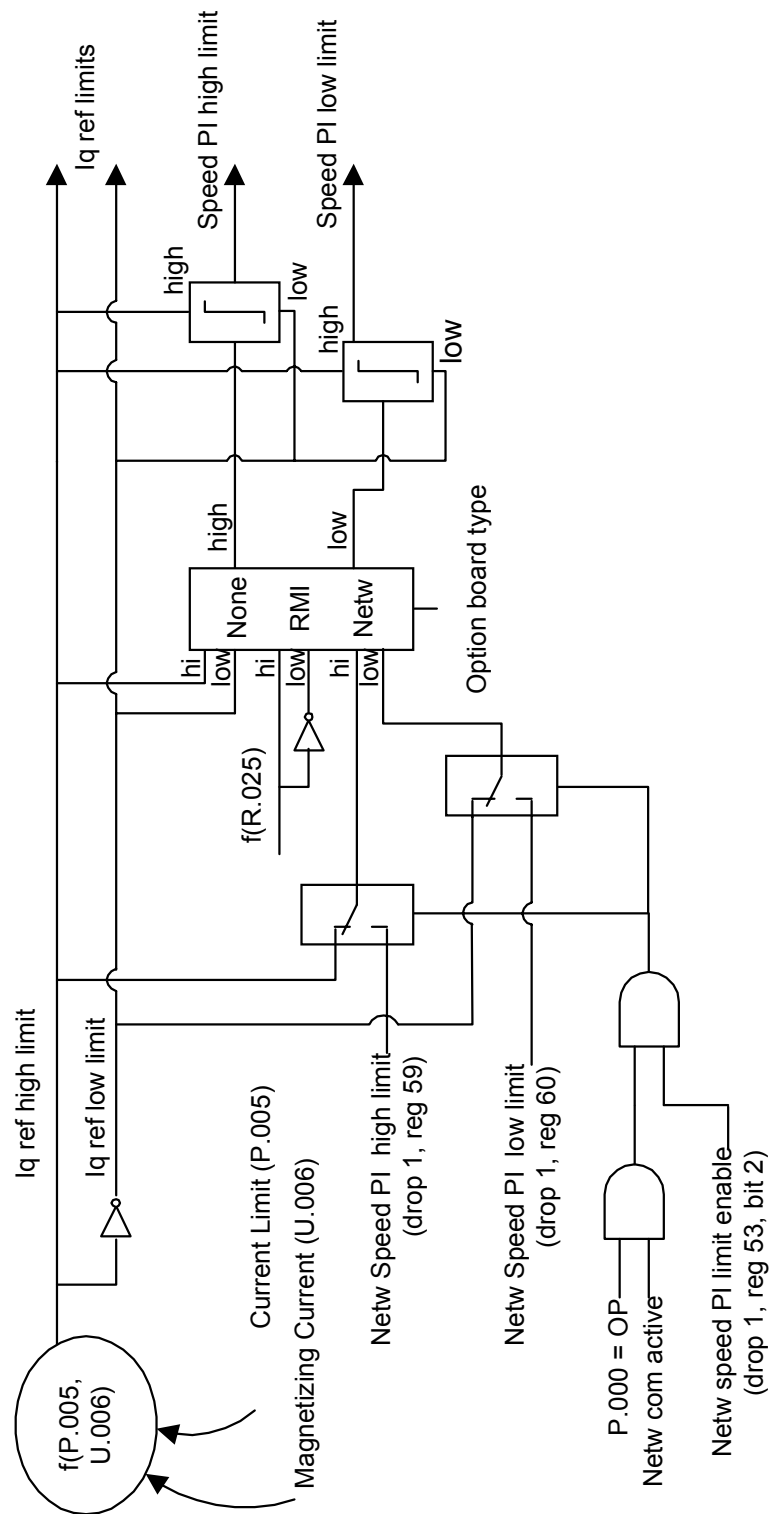 f(P.005,
U.006)
Current Limit (P.005)
Magnetizing Current (U.006)
Iq ref high limit
Iq ref low limit
Iq ref limits
Netw Speed PI high limit
(drop 1, reg 59)
Netw Speed PI low limit
(drop 1, reg 60)
P.000 = OP
Netw com active
Netw speed PI limit enable
(drop 1, reg 53, bit 2)
f(R.025)
hi
low
None
hi
low
RMI
hi
low
Netw
Option board type
high
low
high
low
Speed PI high limit
high
low
Speed PI low limit